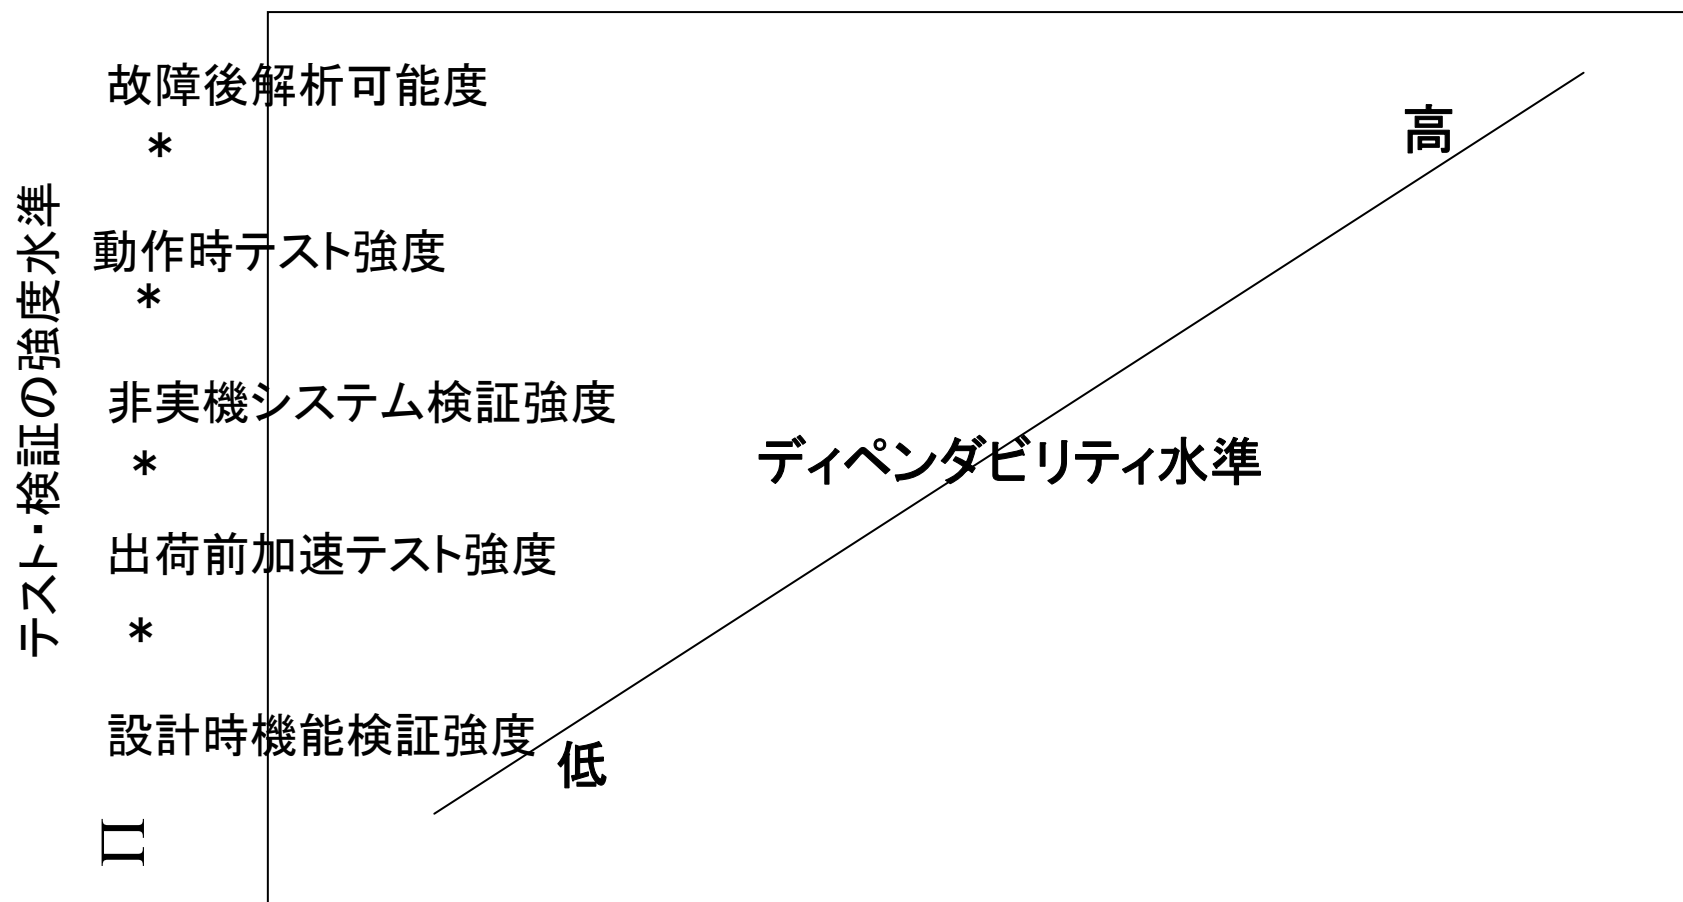 テスト・検証の強度水準
故障後解析可能度
*
動作時テスト強度
*
非実機システム検証強度
*
出荷前加速テスト強度
*
設計時機能検証強度
∏
高
ディペンダビリティ水準
低